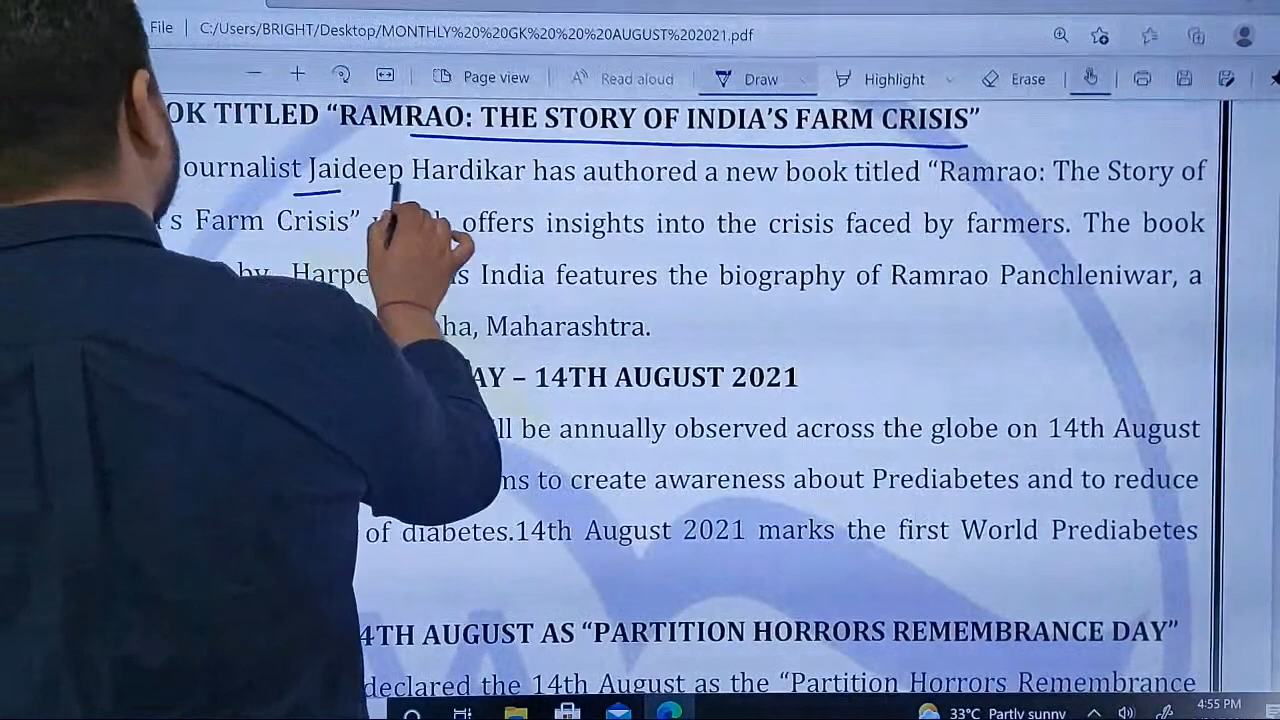 File | C:/Users/BRIGHT/Desktop/MONTHLY%20%20GK%20%20%20AUGUST%202021.pdf
Page view Read aloud Draw Highlight Erase
OK TITLED “RAMRAO: THE STORY OF INDIA’S FARM CRISIS”
ournalist Jaideep Hardikar has authored a new book titled “Ramrao: The Story of
’s Farm Crisis” offers insights into the crisis faced by farmers. The book
by Harpe s India features the biography of Ramrao Panchleniwar, a
ha, Maharashtra.
AY – 14TH AUGUST 2021
ll be annually observed across the globe on 14th August
ms to create awareness about Prediabetes and to reduce
of diabetes.14th August 2021 marks the first World Prediabetes
4TH AUGUST AS “PARTITION HORRORS REMEMBRANCE DAY”
declared the 14th August as the “Partition Horrors Remembrance
33°C Partly sunny 4:55 PM